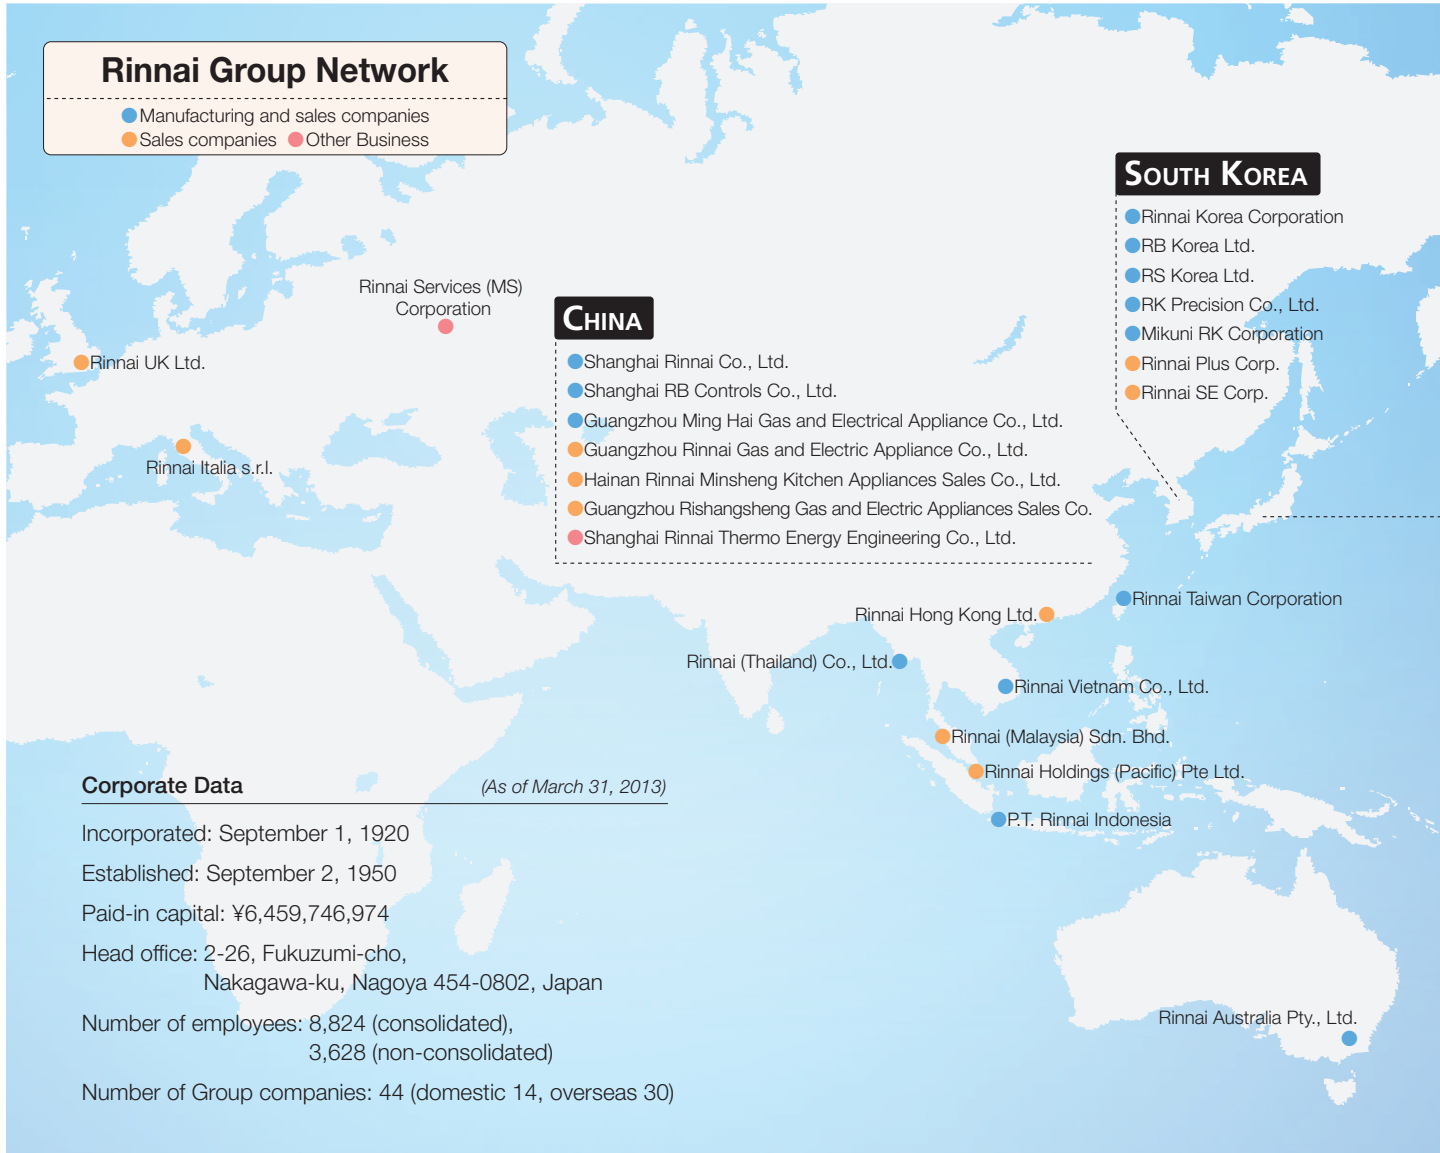 Rinnai Group Network
Manufacturing and sales companies
Sales companies Other Business
SOUTH KOREA
Rinnai Korea Corporation
RB Korea Ltd.
RS Korea Ltd.
RK Precision Co., Ltd.
Mikuni RK Corporation
Rinnai Plus Corp.
Rinnai SE Corp.
Rinnai Services (MS)
Corporation
Rinnai UK Ltd.
Rinnai Italia s.r.l.
CHINA
Shanghai Rinnai Co., Ltd.
Shanghai RB Controls Co., Ltd.
Guangzhou Ming Hai Gas and Electrical Appliance Co., Ltd.
Guangzhou Rinnai Gas and Electric Appliance Co., Ltd.
Hainan Rinnai Minsheng Kitchen Appliances Sales Co., Ltd.
Guangzhou Rishangsheng Gas and Electric Appliances Sales Co.
Shanghai Rinnai Thermo Energy Engineering Co., Ltd.
Rinnai Taiwan Corporation
Rinnai Hong Kong Ltd.
Rinnai (Thailand) Co., Ltd.
Rinnai Vietnam Co., Ltd.
Rinnai (Malaysia) Sdn. Bhd.
Rinnai Holdings (Pacific) Pte Ltd.
P.T. Rinnai Indonesia
Rinnai Australia Pty., Ltd.
Corporate Data (As of March 31, 2013)
Incorporated: September 1, 1920
Established: September 2, 1950
Paid-in capital: ¥6,459,746,974
Head office: 2-26, Fukuzumi-cho,
Nakagawa-ku, Nagoya 454-0802, Japan
Number of employees: 8,824 (consolidated),
3,628 (non-consolidated)
Number of Group companies: 44 (domestic 14, overseas 30)